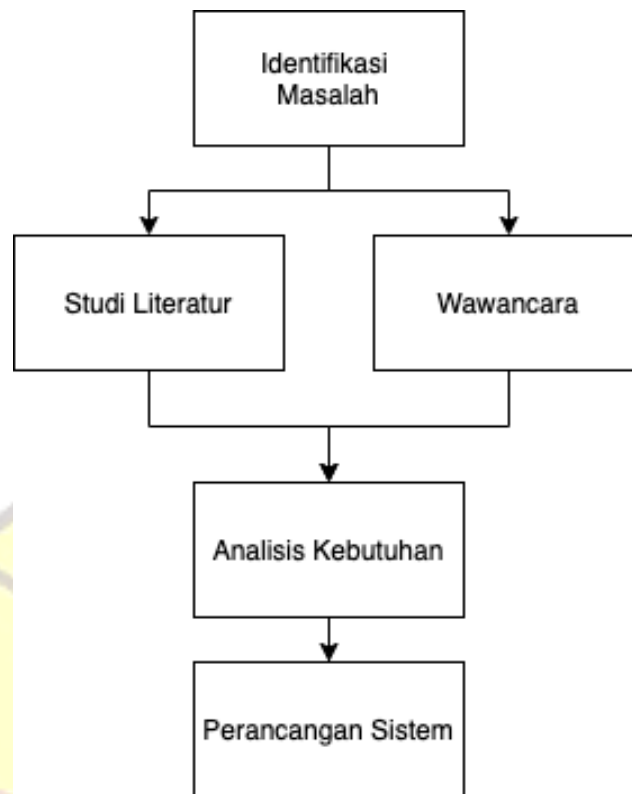 Identifikasi
Masalah
Studi Literatur
Wawancara
Analisis Kebutuhan
Perancangan Sistem